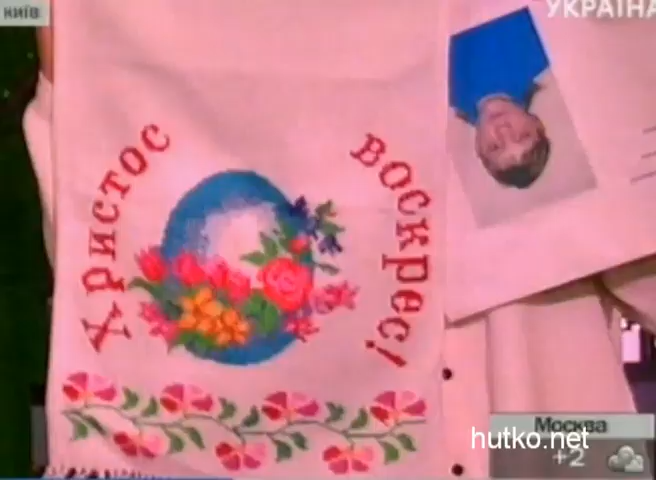 київ
УКРАЇНА
Христос
воскрес!
Москва
hutko.net
+2